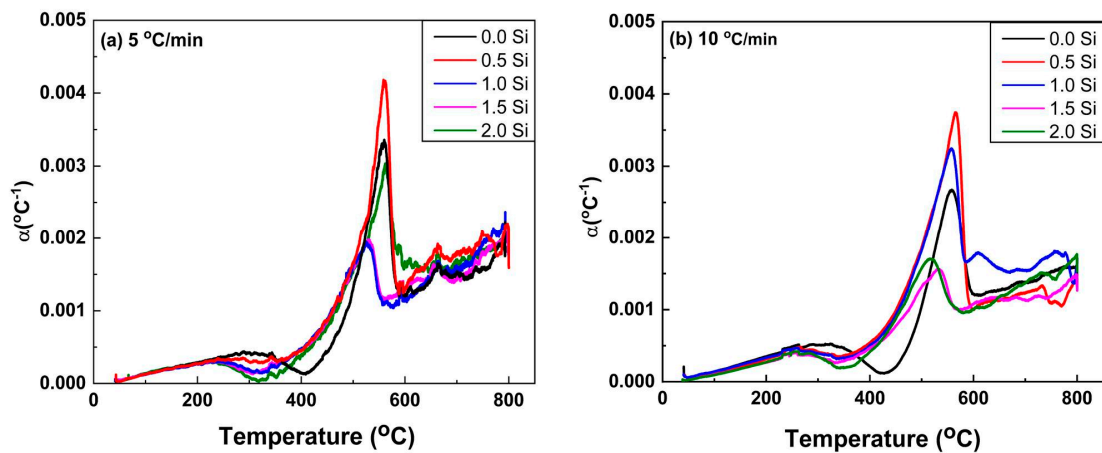 (a) 5 °C/min
0.0 Si
0.5 Si
1.0 Si
1.5 Si
2.0 Si
0.005
0.004
0.003
0.002
0.001
0.000
α(°C⁻¹)
0 200 400 600 800
Temperature (°C)
(b) 10 °C/min
0.0 Si
0.5 Si
1.0 Si
1.5 Si
2.0 Si
0.005
0.004
0.003
0.002
0.001
0.000
α(°C⁻¹)
0 200 400 600 800
Temperature (°C)